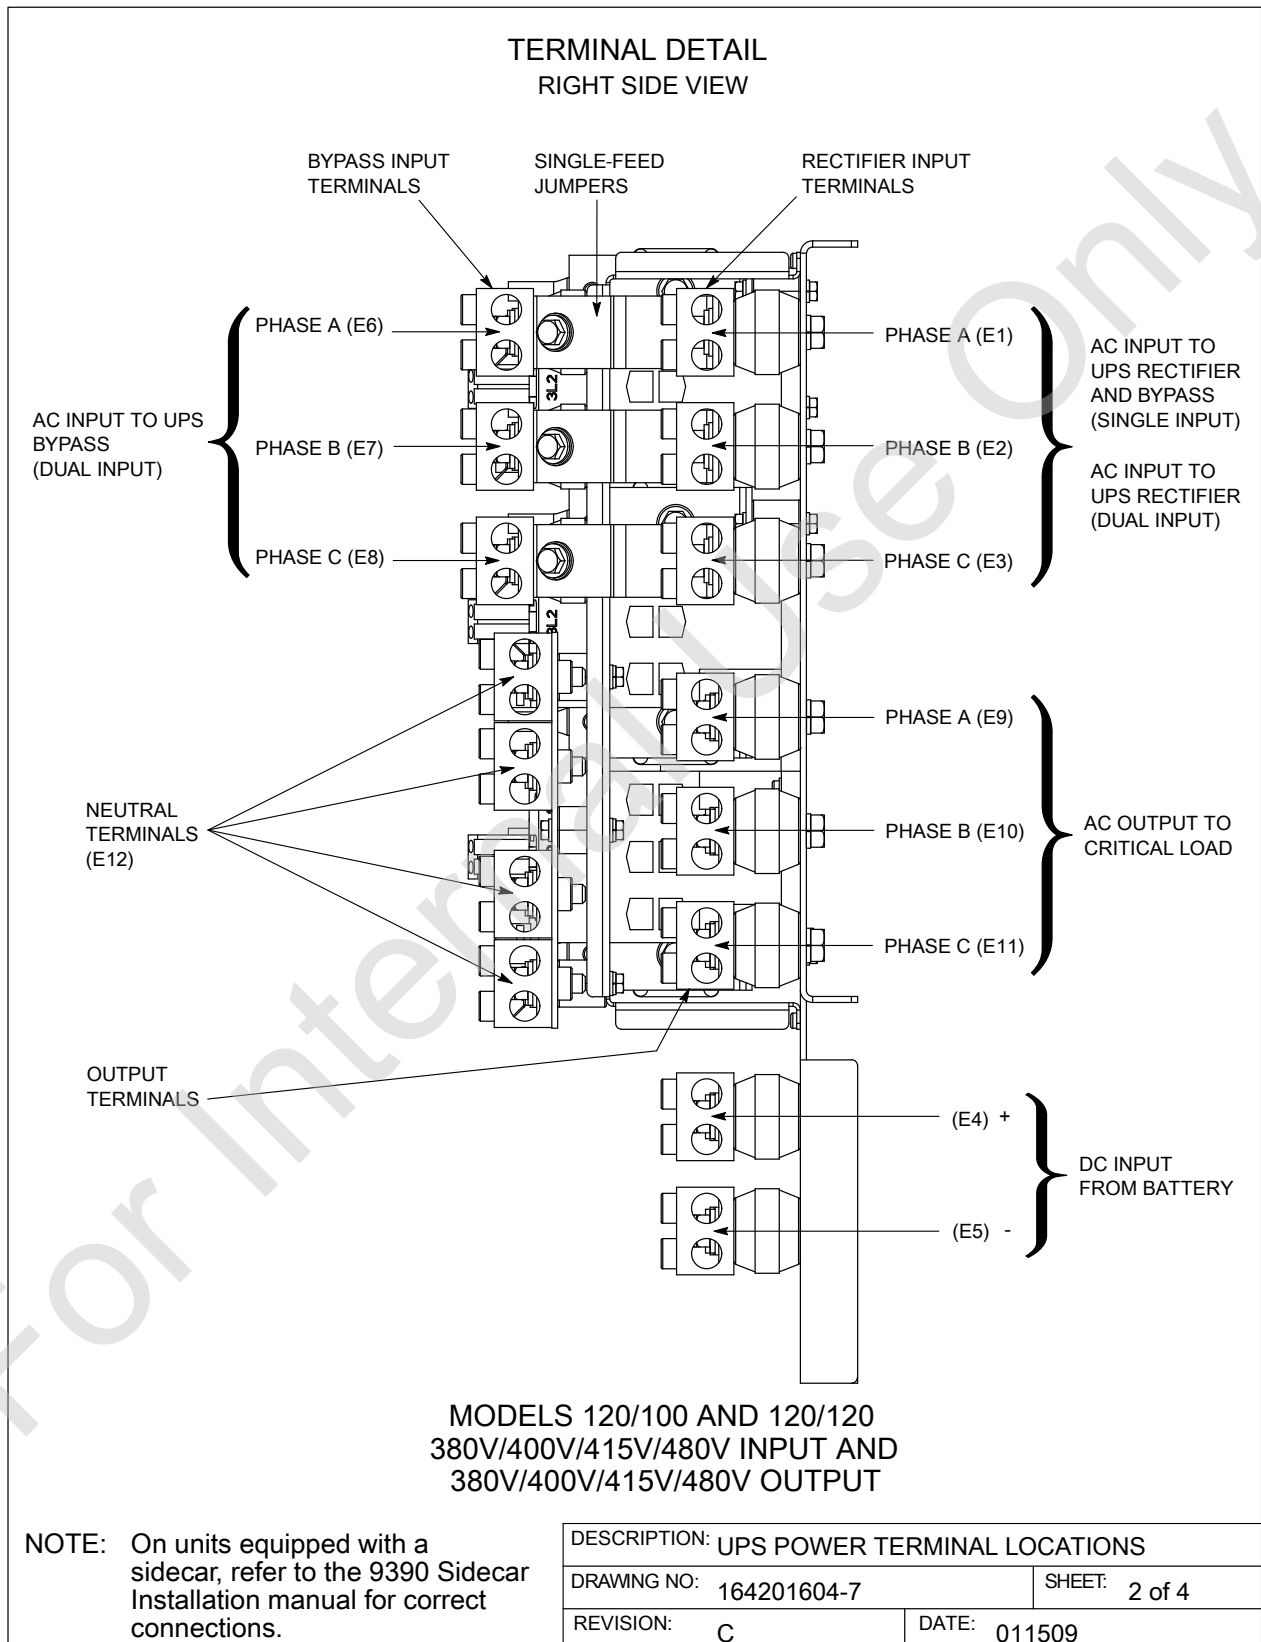 TERMINAL DETAIL
RIGHT SIDE VIEW
BYPASS INPUT
TERMINALS
SINGLE-FEED
JUMPERS
RECTIFIER INPUT
TERMINALS
PHASE A (E6)
PHASE B (E7)
PHASE C (E8)
AC INPUT TO UPS
BYPASS
(DUAL INPUT)
3L2
3L2
PHASE A (E1)
PHASE B (E2)
PHASE C (E3)
AC INPUT TO
UPS RECTIFIER
AND BYPASS
(SINGLE INPUT)
AC INPUT TO
UPS RECTIFIER
(DUAL INPUT)
NEUTRAL
TERMINALS
(E12)
PHASE A (E9)
PHASE B (E10)
PHASE C (E11)
AC OUTPUT TO
CRITICAL LOAD
OUTPUT
TERMINALS
(E4) +
(E5) -
DC INPUT
FROM BATTERY
MODELS 120/100 AND 120/120
380V/400V/415V/480V INPUT AND
380V/400V/415V/480V OUTPUT
NOTE: On units equipped with a
sidecar, refer to the 9390 Sidecar
Installation manual for correct
connections.
DESCRIPTION: UPS POWER TERMINAL LOCATIONS
DRAWING NO: 164201604-7
SHEET: 2 of 4
REVISION: C
DATE: 011509
For Internal Use Only